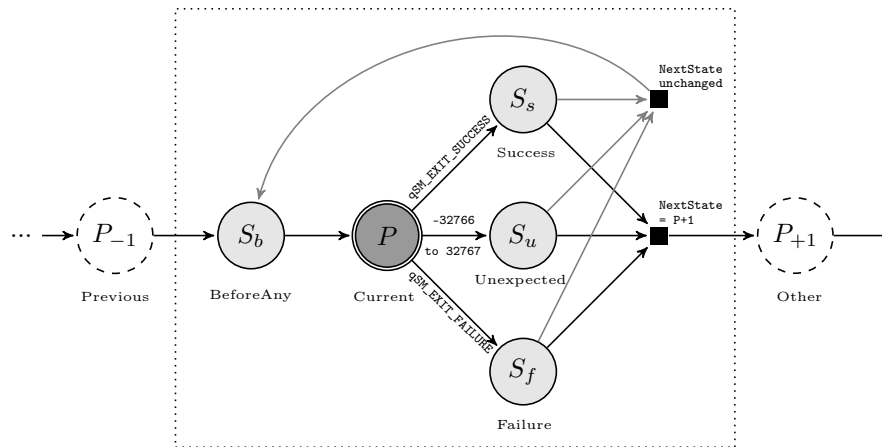 NextState
unchanged
S_s
qSM_EXIT_SUCCESS
Success
NextState
= P+1
... P_{-1} S_b P -32766 S_u P_{+1}
to 32767
Previous BeforeAny Current Unexpected Other
qSM_EXIT_FAILURE
S_f
Failure